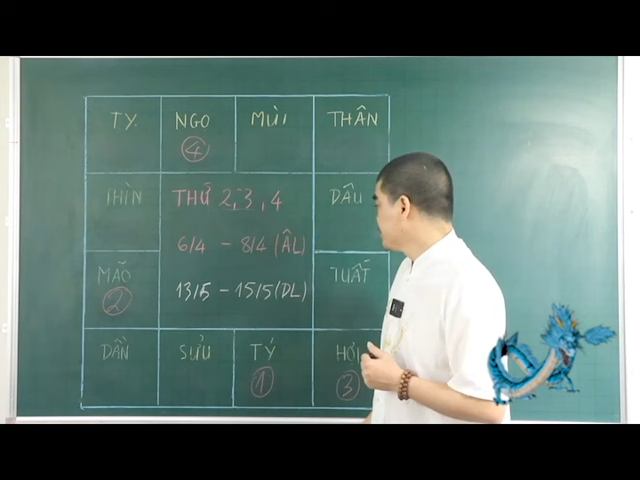 TỴ.
NGO
④
MÙI
THÂN
THÌN
THỨ 2, 3, 4
6/4 - 8/4 (ÂL)
13/5 - 15/5 (DL)
DẬU
MÃO
②
TUẤT
DẦN
SỬU
TÝ
①
HỢI
③